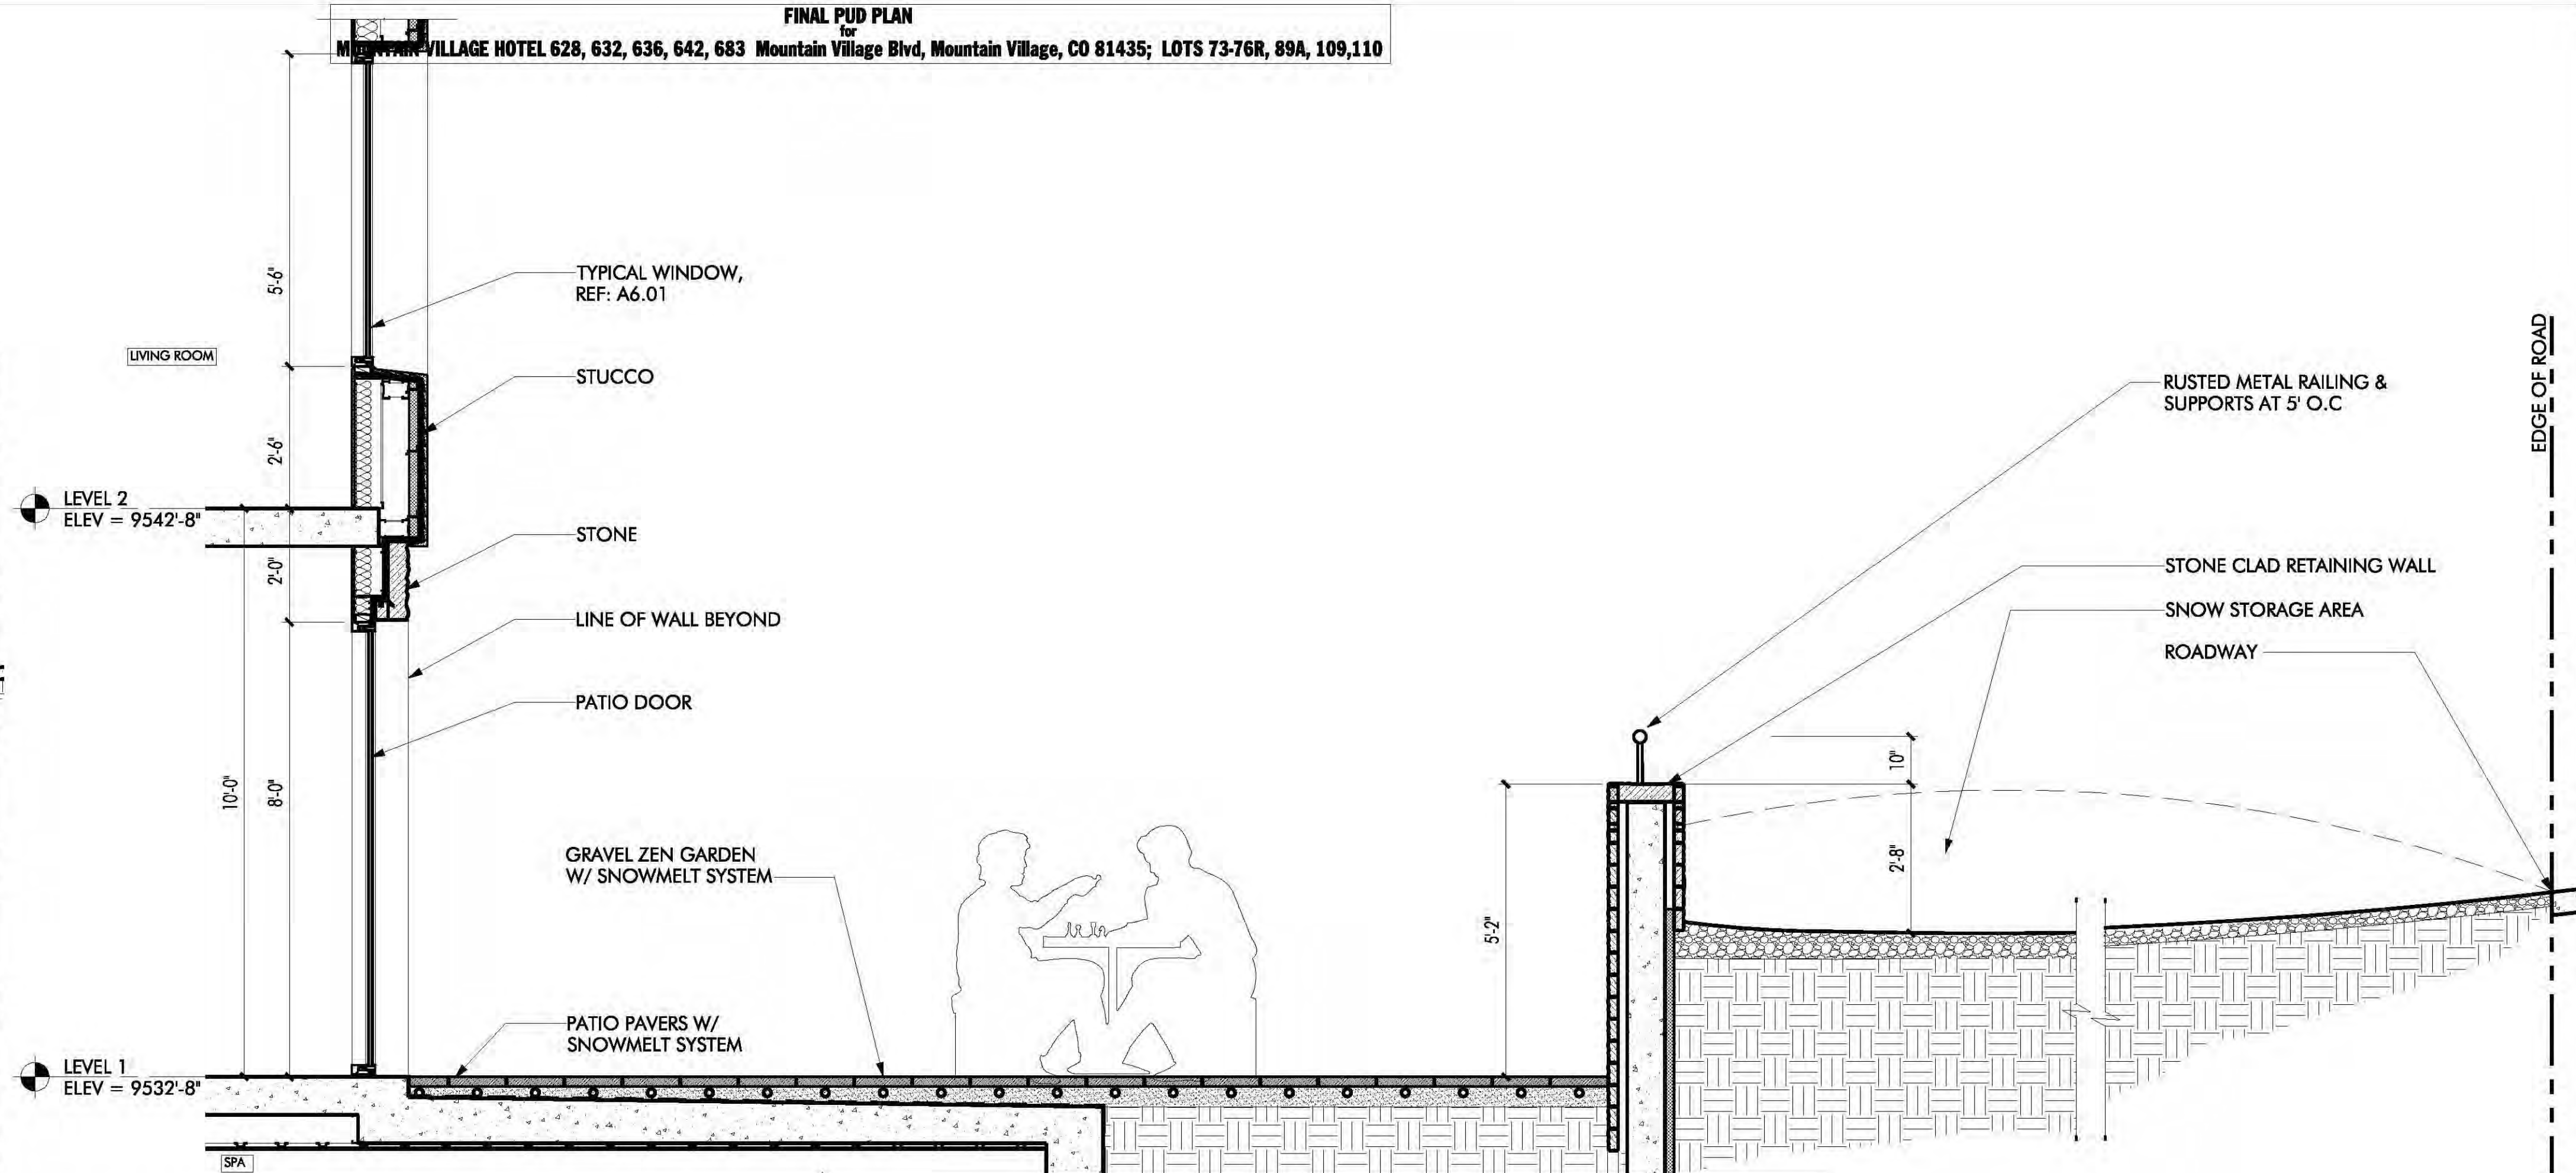 FINAL PUD PLAN
for
MOUNTAIN VILLAGE HOTEL 628, 632, 636, 642, 683 Mountain Village Blvd, Mountain Village, CO 81435; LOTS 73-76R, 89A, 109,110
5'-6"
TYPICAL WINDOW,
REF: A6.01
LIVING ROOM
STUCCO
2'-6"
LEVEL 2
ELEV = 9542'-8"
STONE
2'-0"
LINE OF WALL BEYOND
PATIO DOOR
10'-0"
8'-0"
GRAVEL ZEN GARDEN
W/ SNOWMELT SYSTEM
PATIO PAVERS W/
SNOWMELT SYSTEM
LEVEL 1
ELEV = 9532'-8"
SPA
5'-2"
10"
2'-8"
RUSTED METAL RAILING &
SUPPORTS AT 5' O.C
STONE CLAD RETAINING WALL
SNOW STORAGE AREA
ROADWAY
EDGE OF ROAD